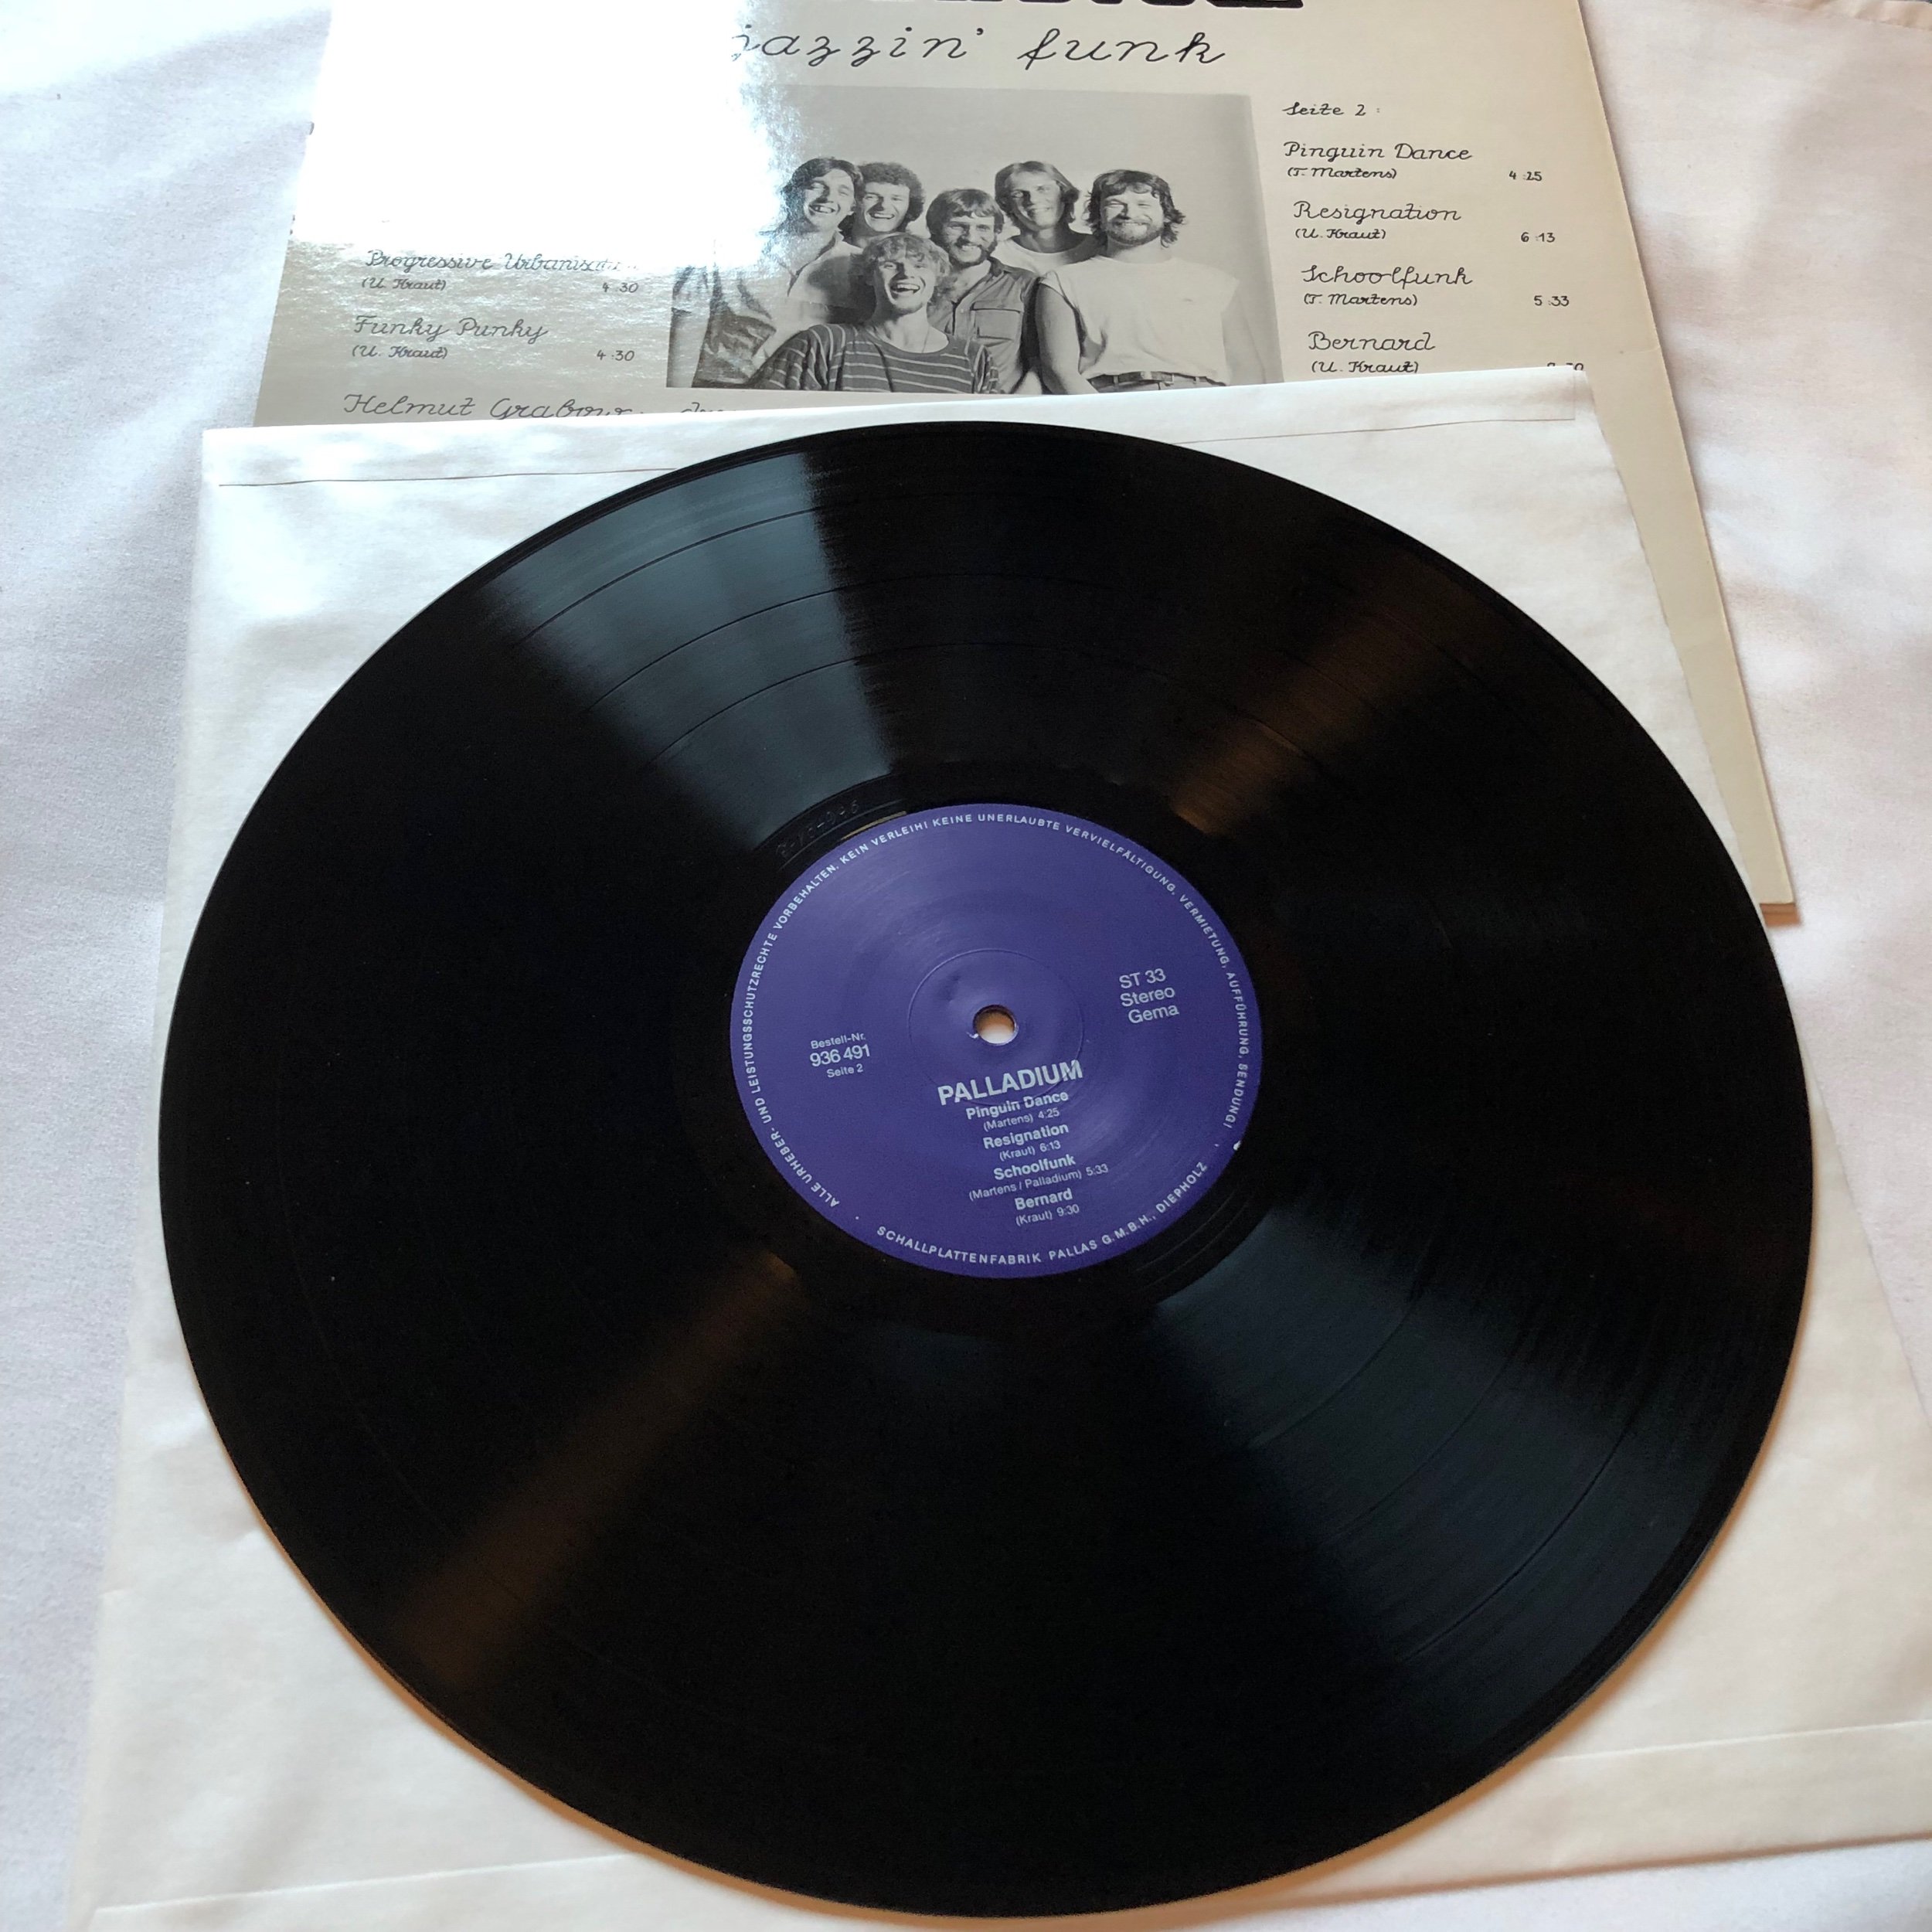 jazzin' funk
Progressive
(U. Kraut) 4:30
Funky Punky
(U. Kraut) 4:30
Helmut Grabow
Seite 2:
Pinguin Dance
(T. Martens) 4:25
Resignation
(U. Kraut) 6:13
Schoolfunk
(T. Martens) 5:33
Bernard
(U. Kraut)
ALLE URHEBER- UND LEISTUNGSSCHUTZRECHTE VORBEHALTEN. KEIN VERLEIH! KEINE UNERLAUBTE VERVIELFÄLTIGUNG, VERMIETUNG, AUFFÜHRUNG, SENDUNG!
ST 33
Stereo
Gema
Bestell-Nr.
936 491
Seite 2
PALLADIUM
Pinguin Dance
(Martens) 4:25
Resignation
(Kraut) 6:13
Schoolfunk
(Martens / Palladium) 5:33
Bernard
(Kraut) 9:30
SCHALLPLATTENFABRIK PALLAS G.M.B.H., DIEPHOLZ